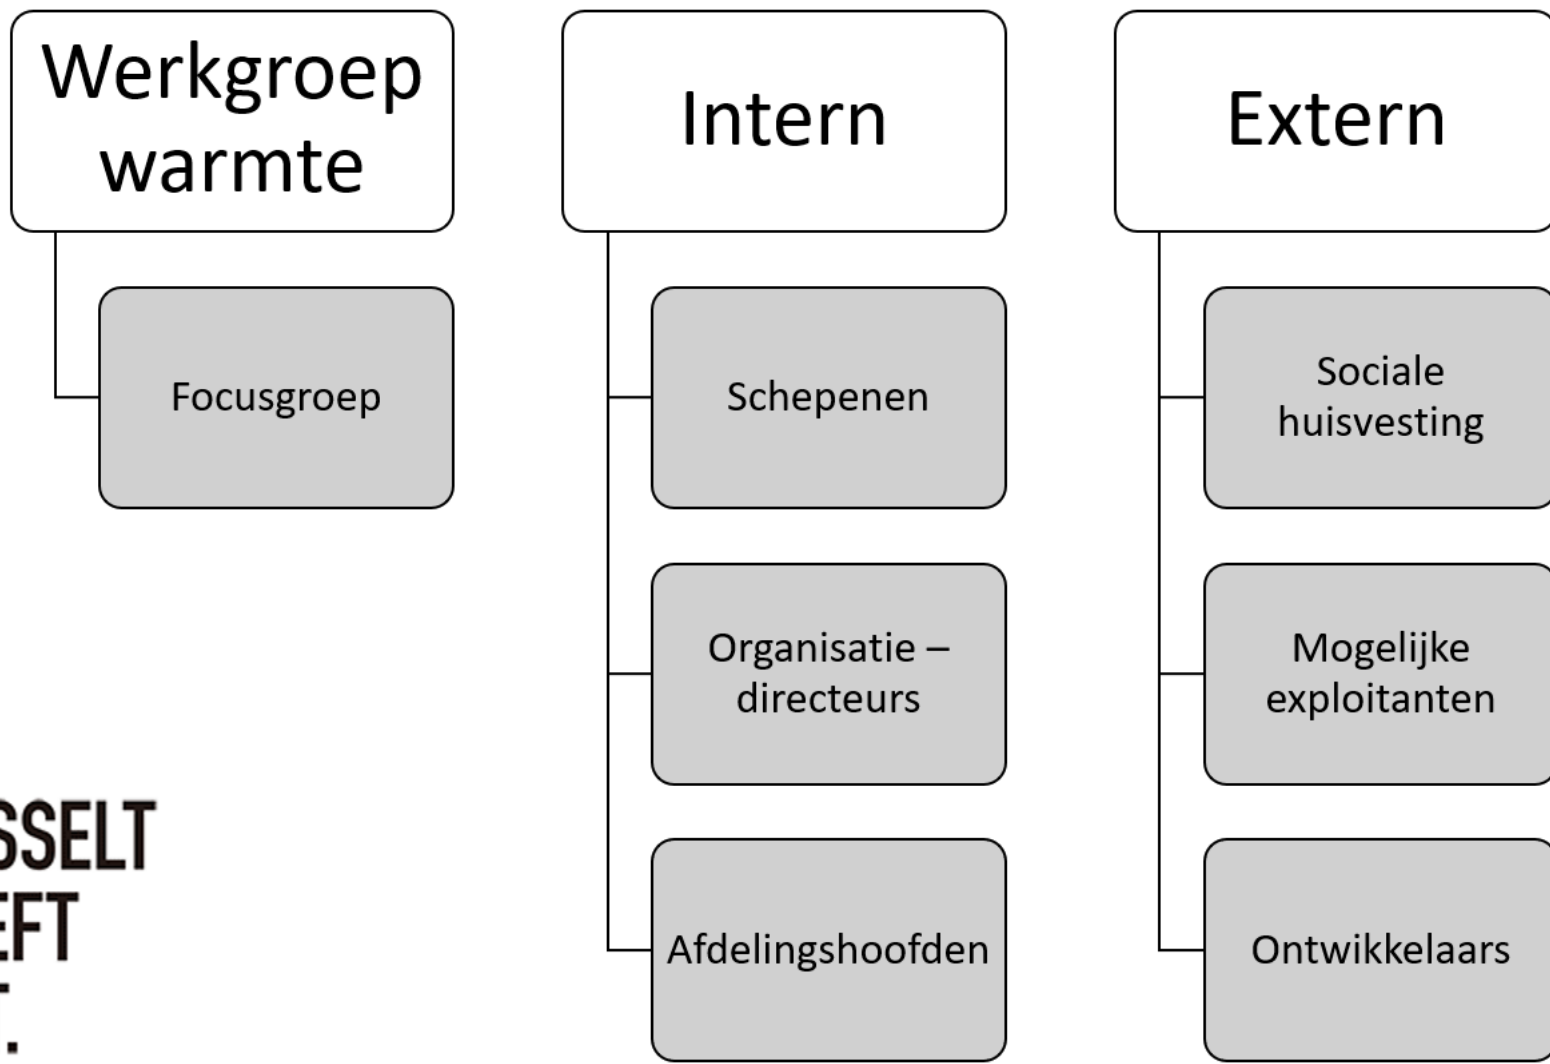 Werkgroep
warmte
Focusgroep
Intern
Schepenen
Organisatie –
directeurs
Afdelingshoofden
Extern
Sociale
huisvesting
Mogelijke
exploitanten
Ontwikkelaars